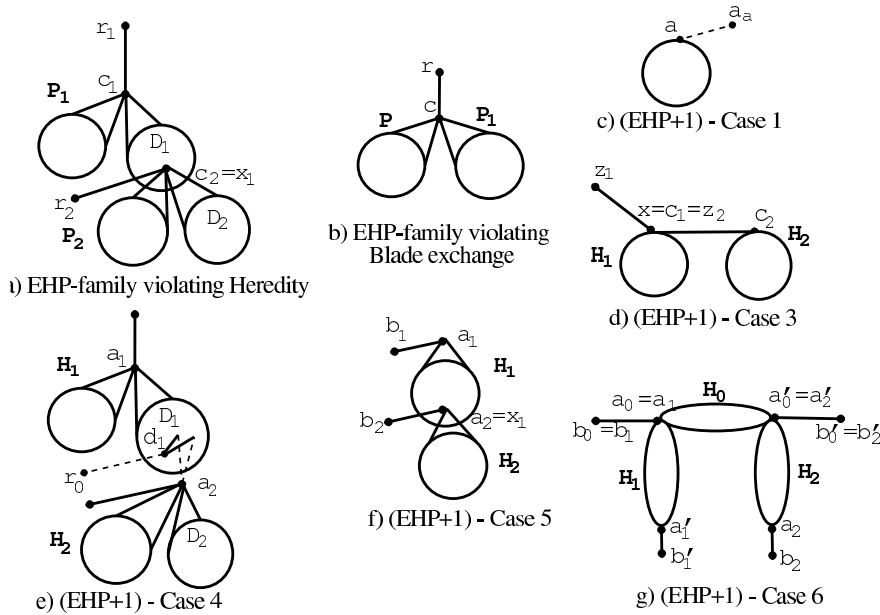 r₁
c₁
P₁
D₁
c₂=x₁
r₂
D₂
P₂
a) EHP-family violating Heredity
r
c
P
P₁
b) EHP-family violating
Blade exchange
a
aₐ
c) (EHP+1) - Case 1
z₁
x=c₁=z₂
c₂
H₁
H₂
d) (EHP+1) - Case 3
a₁
H₁
D₁
d₁
r₀
a₂
H₂
D₂
e) (EHP+1) - Case 4
b₁
a₁
H₁
b₂
a₂=x₁
H₂
f) (EHP+1) - Case 5
H₀
a₀=a₁
a′₀=a′₂
b₀=b₁
b′₀=b′₂
H₁
H₂
a₁′
a₂
b₁′
b₂
g) (EHP+1) - Case 6